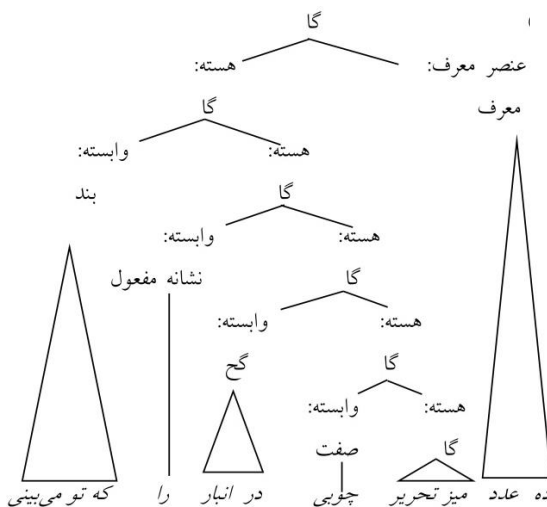 گا
عنصر معرف: هسته:
معرف
گا
هسته: وابسته:
بند
گا
هسته: وابسته:
نشانه مفعول
گا
هسته: وابسته:
گح
گا
هسته: وابسته:
صفت
گا
ده عدد میز تحریر چوبی در انبار را که تو می‌بینی